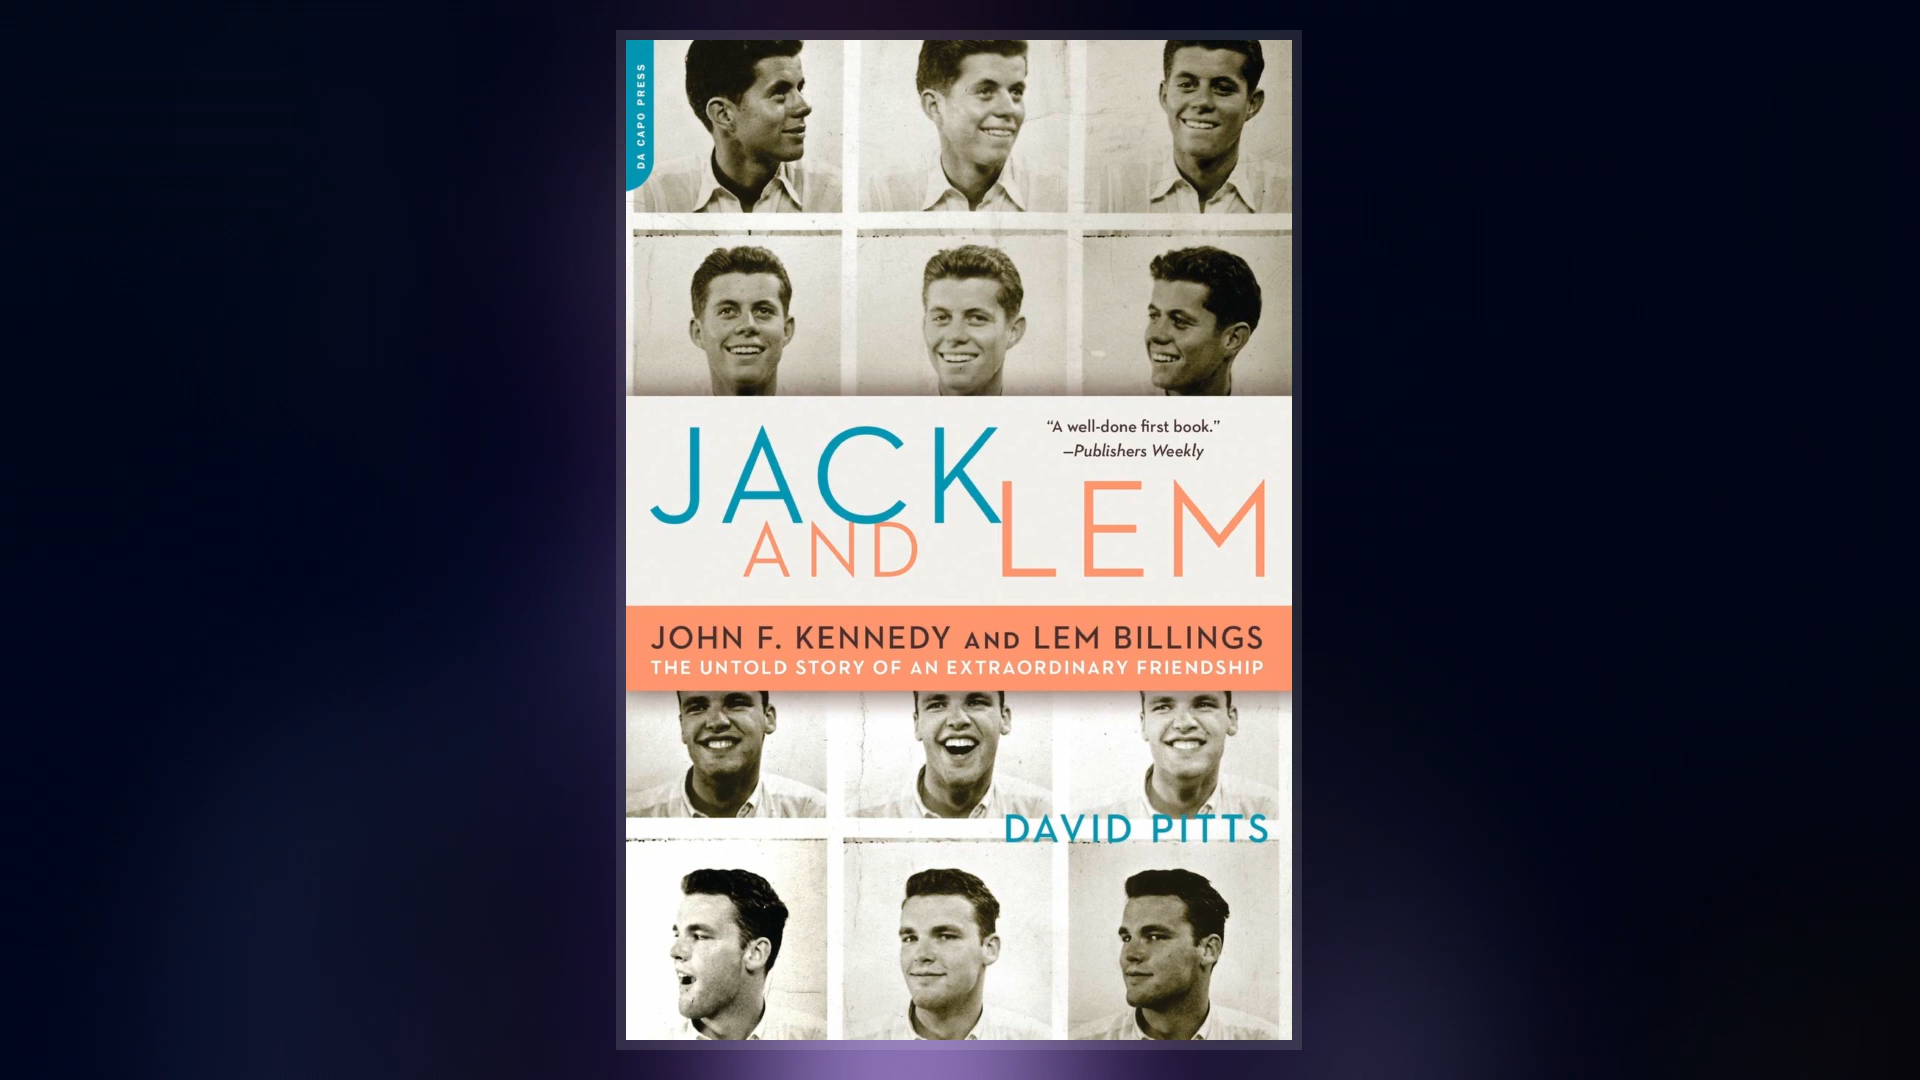 DA CAPO PRESS
JACK
AND LEM
“A well-done first book.”
—Publishers Weekly
JOHN F. KENNEDY AND LEM BILLINGS
THE UNTOLD STORY OF AN EXTRAORDINARY FRIENDSHIP
DAVID PITTS